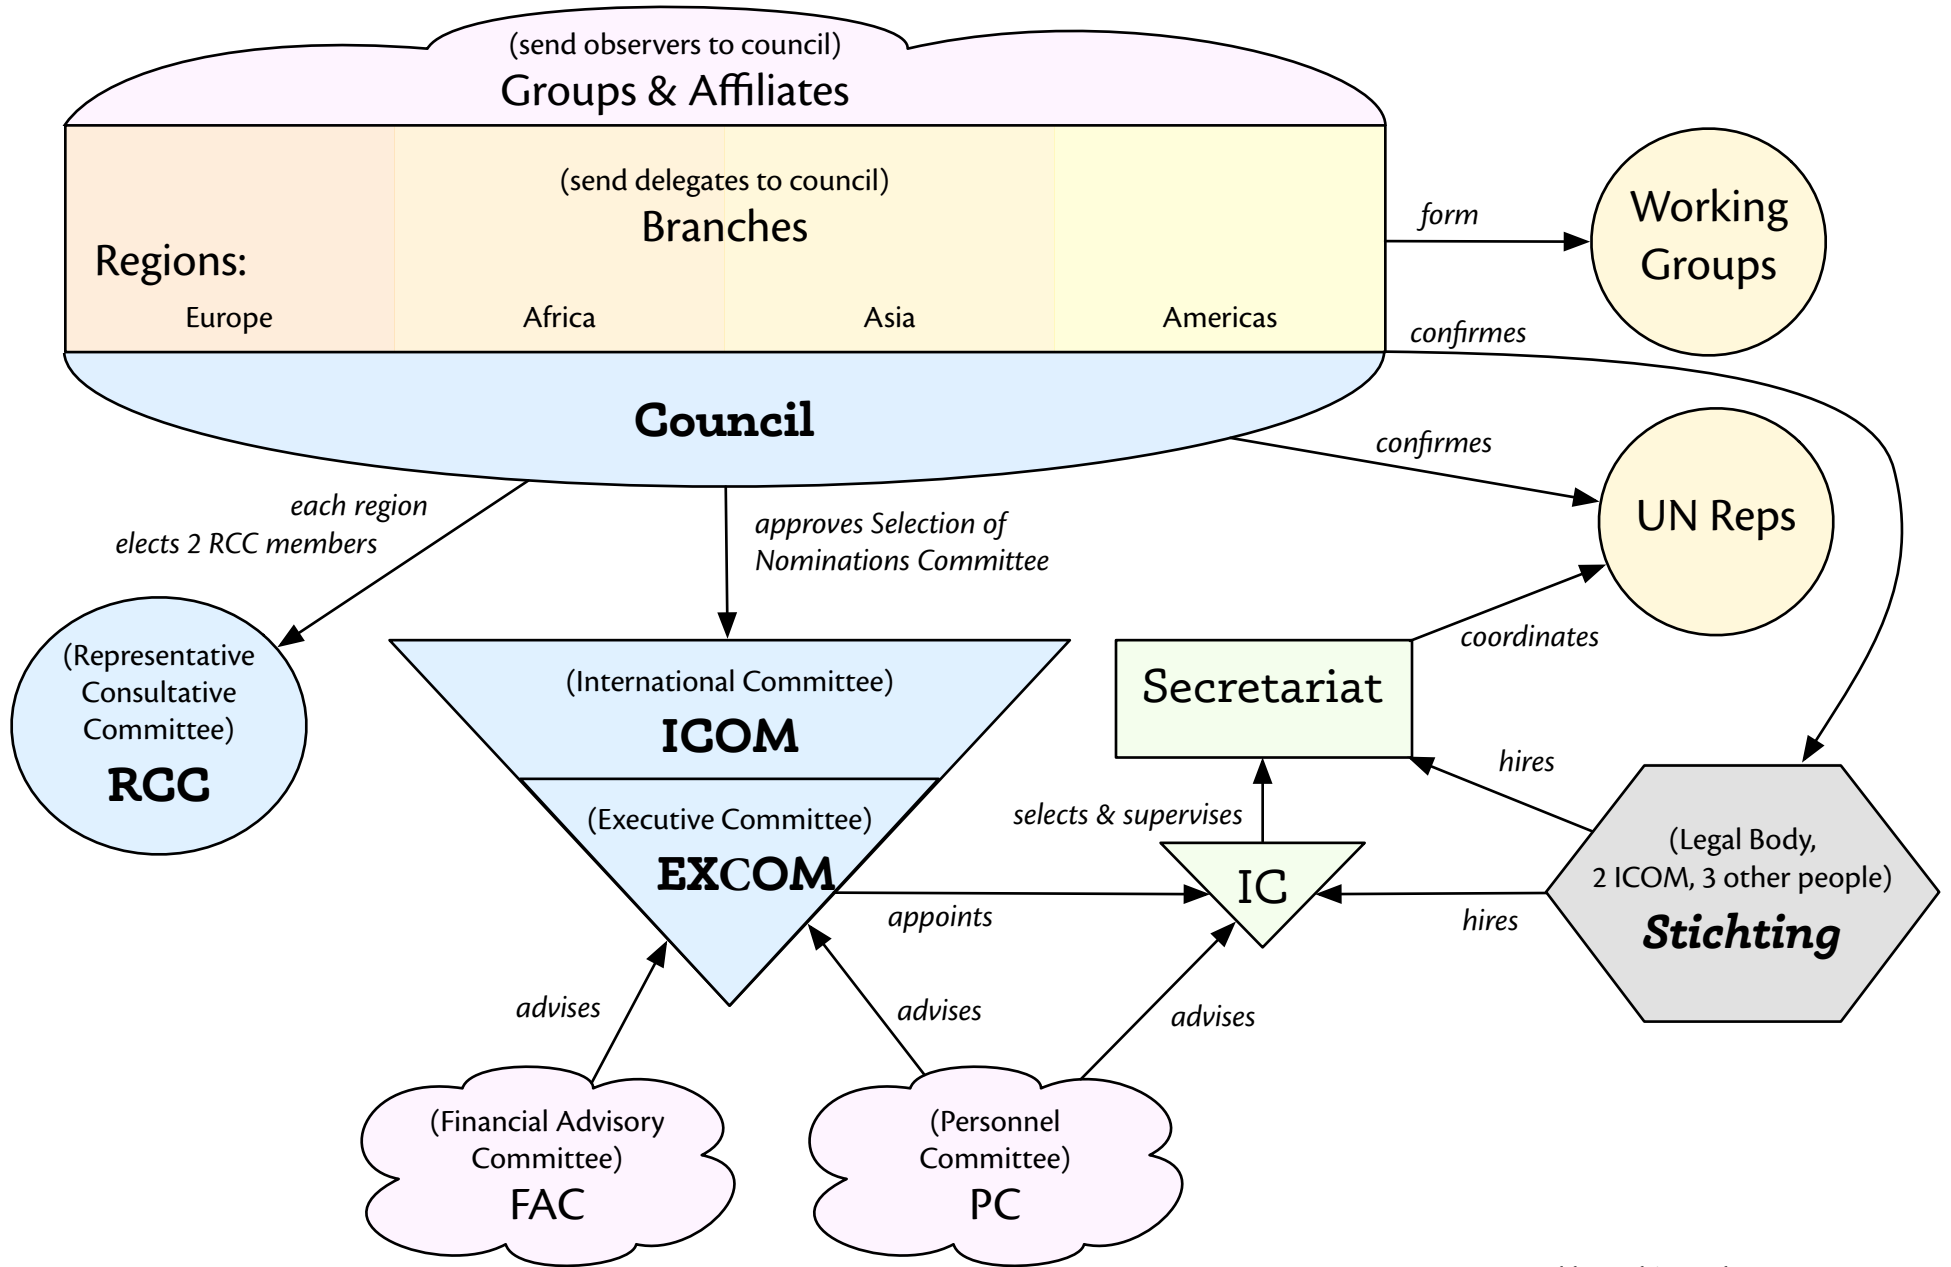 (send observers to council)
Groups & Affiliates
(send delegates to council)
Branches
Regions:
Europe
Africa
Asia
Americas
Council
form
Working
Groups
confirmes
confirmes
UN Reps
each region
elects 2 RCC members
approves Selection of
Nominations Committee
(Representative
Consultative
Committee)
RCC
(International Committee)
ICOM
(Executive Committee)
EXCOM
Secretariat
coordinates
hires
selects & supervises
IC
appoints
hires
(Legal Body,
2 ICOM, 3 other people)
Stichting
advises
advises
advises
(Financial Advisory
Committee)
FAC
(Personnel
Committee)
PC